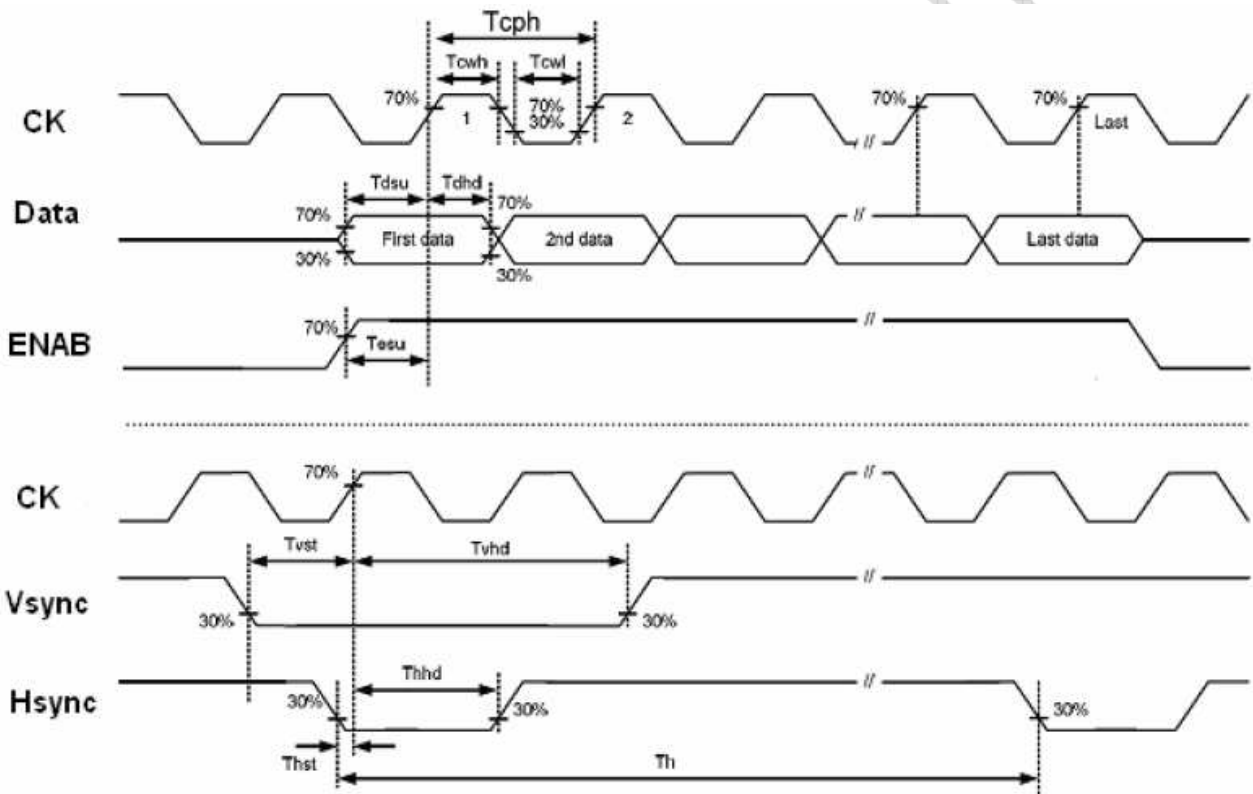 Tcph
Tcwh Tcwl
CK 70% 1 70% 30% 2 70% 70% Last
//
Tdsu Tdhd
Data 70% 70% //
First data 2nd data Last data
30% 30%
ENAB 70% //
Tesu
CK 70% //
Tvst Tvhd
Vsync 30% 30% //
Thhd
Hsync 30% 30% // 30%
Thst Th